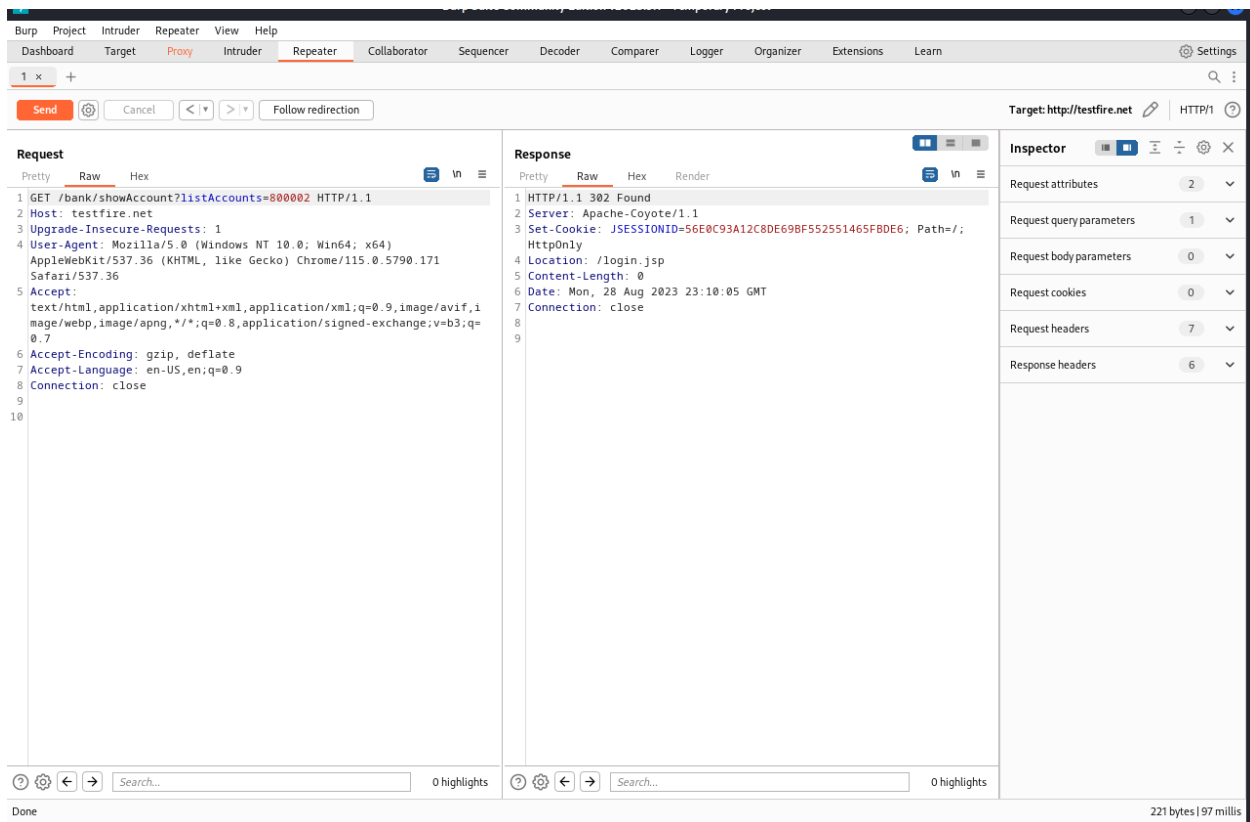 Burp Project Intruder Repeater View Help
Dashboard Target Proxy Intruder Repeater Collaborator Sequencer Decoder Comparer Logger Organizer Extensions Learn Settings
1 × +
Send Cancel < > Follow redirection Target: http://testfire.net HTTP/1 ?
Request
Pretty Raw Hex \n
1 GET /bank/showAccount?listAccounts=800002 HTTP/1.1
2 Host: testfire.net
3 Upgrade-Insecure-Requests: 1
4 User-Agent: Mozilla/5.0 (Windows NT 10.0; Win64; x64)
AppleWebKit/537.36 (KHTML, like Gecko) Chrome/115.0.5790.171
Safari/537.36
5 Accept:
text/html,application/xhtml+xml,application/xml;q=0.9,image/avif,i
mage/webp,image/apng,*/*;q=0.8,application/signed-exchange;v=b3;q=
0.7
6 Accept-Encoding: gzip, deflate
7 Accept-Language: en-US,en;q=0.9
8 Connection: close
9
10
Response
Pretty Raw Hex Render \n
1 HTTP/1.1 302 Found
2 Server: Apache-Coyote/1.1
3 Set-Cookie: JSESSIONID=56E0C93A12C8DE69BF552551465FBDE6; Path=/;
HttpOnly
4 Location: /login.jsp
5 Content-Length: 0
6 Date: Mon, 28 Aug 2023 23:10:05 GMT
7 Connection: close
8
9
Inspector
Request attributes 2
Request query parameters 1
Request body parameters 0
Request cookies 0
Request headers 7
Response headers 6
? Search... 0 highlights
? Search... 0 highlights
Done 221 bytes | 97 millis